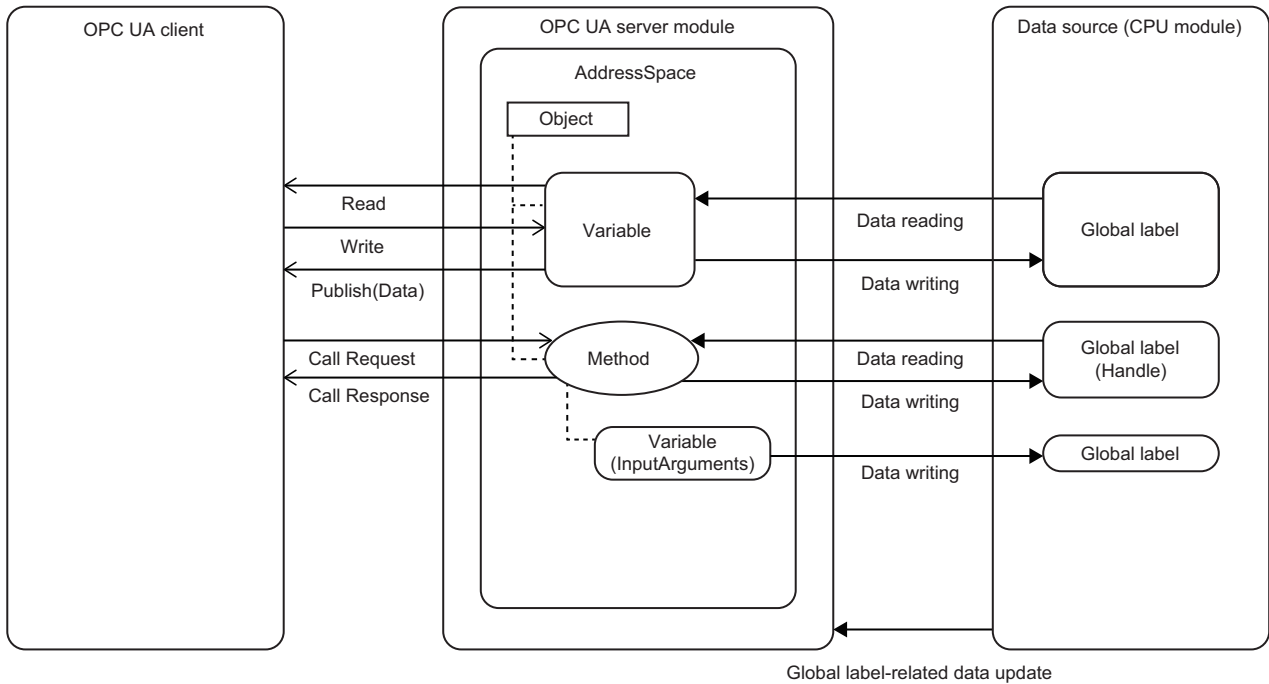 OPC UA client
OPC UA server module
Data source (CPU module)
AddressSpace
Object
Read
Write
Publish(Data)
Variable
Data reading
Data writing
Global label
Call Request
Call Response
Method
Data reading
Data writing
Global label
(Handle)
Variable
(InputArguments)
Data writing
Global label
Global label-related data update